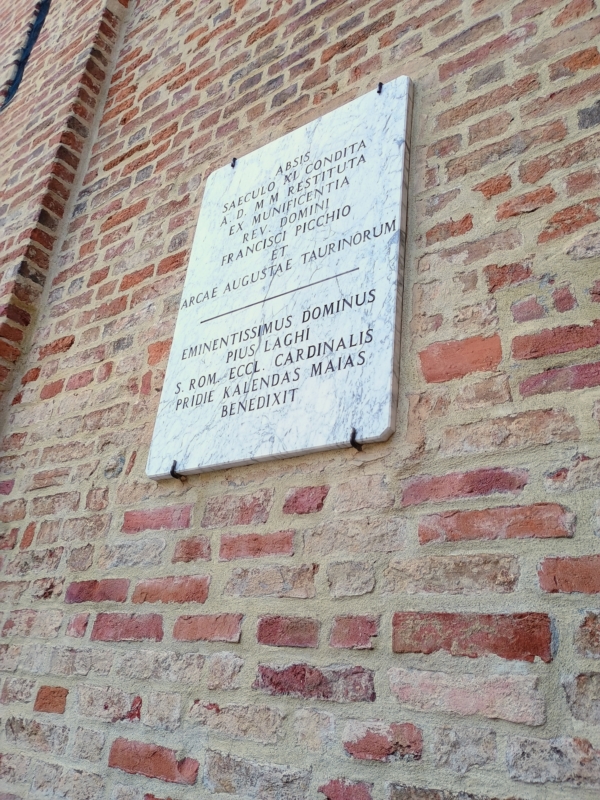 ABSIS
SAECULO XI CONDITA
A. D. M M RESTITUTA
EX MUNIFICENTIA
REV. DOMINI
FRANCISCI PICCHIO
ET
ARCAE AUGUSTAE TAURINORUM
EMINENTISSIMUS DOMINUS
PIUS LAGHI
S. ROM. ECCL. CARDINALIS
PRIDIE KALENDAS MAIAS
BENEDIXIT